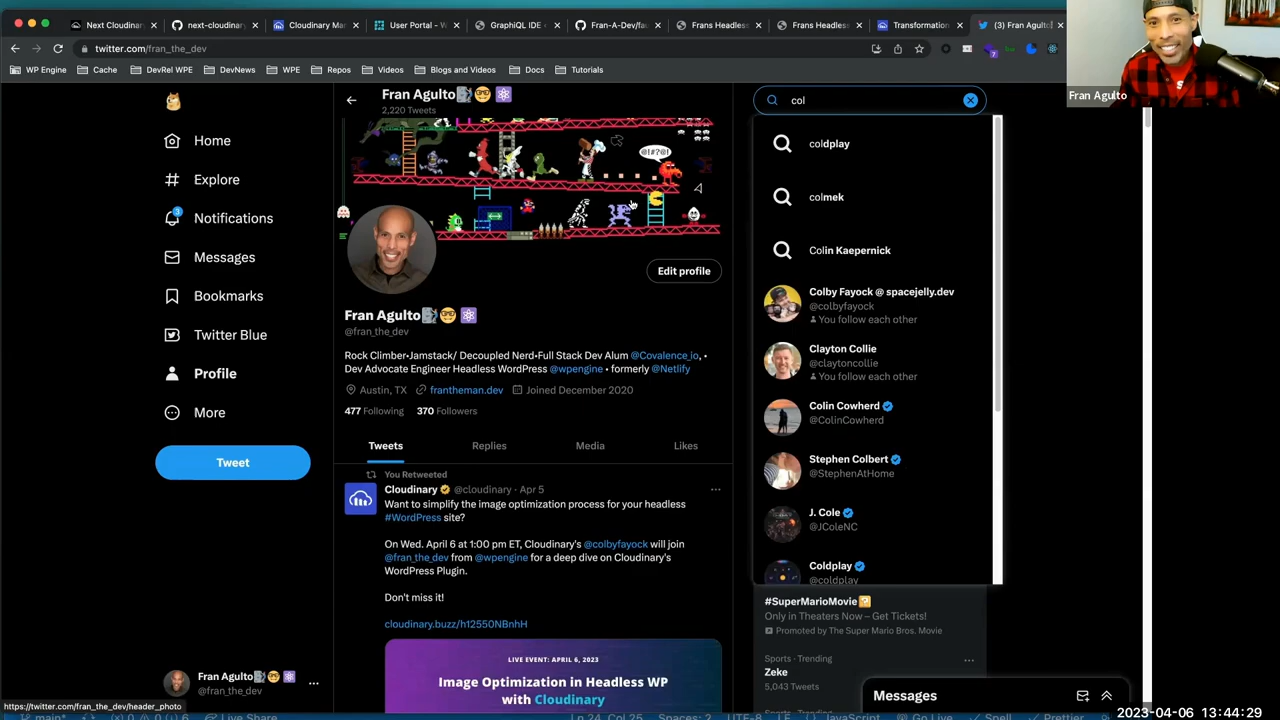 Next Cloudinar
next-cloudinar
Cloudinary Ma
User Portal - W
GraphiQL IDE
Fran-A-Dev/fau
Frans Headless
Frans Headless
Transformation
(3) Fran Agulto
twitter.com/fran_the_dev
WP Engine
Cache
DevRel WPE
DevNews
WPE
Repos
Videos
Blogs and Videos
Docs
Tutorials
Fran Agulto
Fran Agulto
2,220 Tweets
col
Home
Explore
Notifications
3
Messages
Bookmarks
Twitter Blue
Profile
More
Tweet
@!#?@!
Edit profile
Fran Agulto
@fran_the_dev
Rock Climber•Jamstack/ Decoupled Nerd•Full Stack Dev Alum @Covalence_io, •
Dev Advocate Engineer Headless WordPress @wpengine • formerly @Netlify
Austin, TX frantheman.dev Joined December 2020
477 Following 370 Followers
Tweets Replies Media Likes
You Retweeted
Cloudinary @cloudinary · Apr 5
Want to simplify the image optimization process for your headless
#WordPress site?
On Wed. April 6 at 1:00 pm ET, Cloudinary's @colbyfayock will join
@fran_the_dev from @wpengine for a deep dive on Cloudinary's
WordPress Plugin.
Don't miss it!
cloudinary.buzz/h12550NBnhH
LIVE EVENT: APRIL 6, 2023
Image Optimization in Headless WP
with Cloudinary
coldplay
colmek
Colin Kaepernick
Colby Fayock @ spacejelly.dev
@colbyfayock
You follow each other
Clayton Collie
@claytoncollie
You follow each other
Colin Cowherd
@ColinCowherd
Stephen Colbert
@StephenAtHome
J. Cole
@JColeNC
Coldplay
@coldplay
#SuperMarioMovie
Only in Theaters Now – Get Tickets!
Promoted by The Super Mario Bros. Movie
Sports · Trending
Zeke
5,043 Tweets
Messages
Fran Agulto
@fran_the_dev
https://twitter.com/fran_the_dev/header_photo
2023-04-06 13:44:29